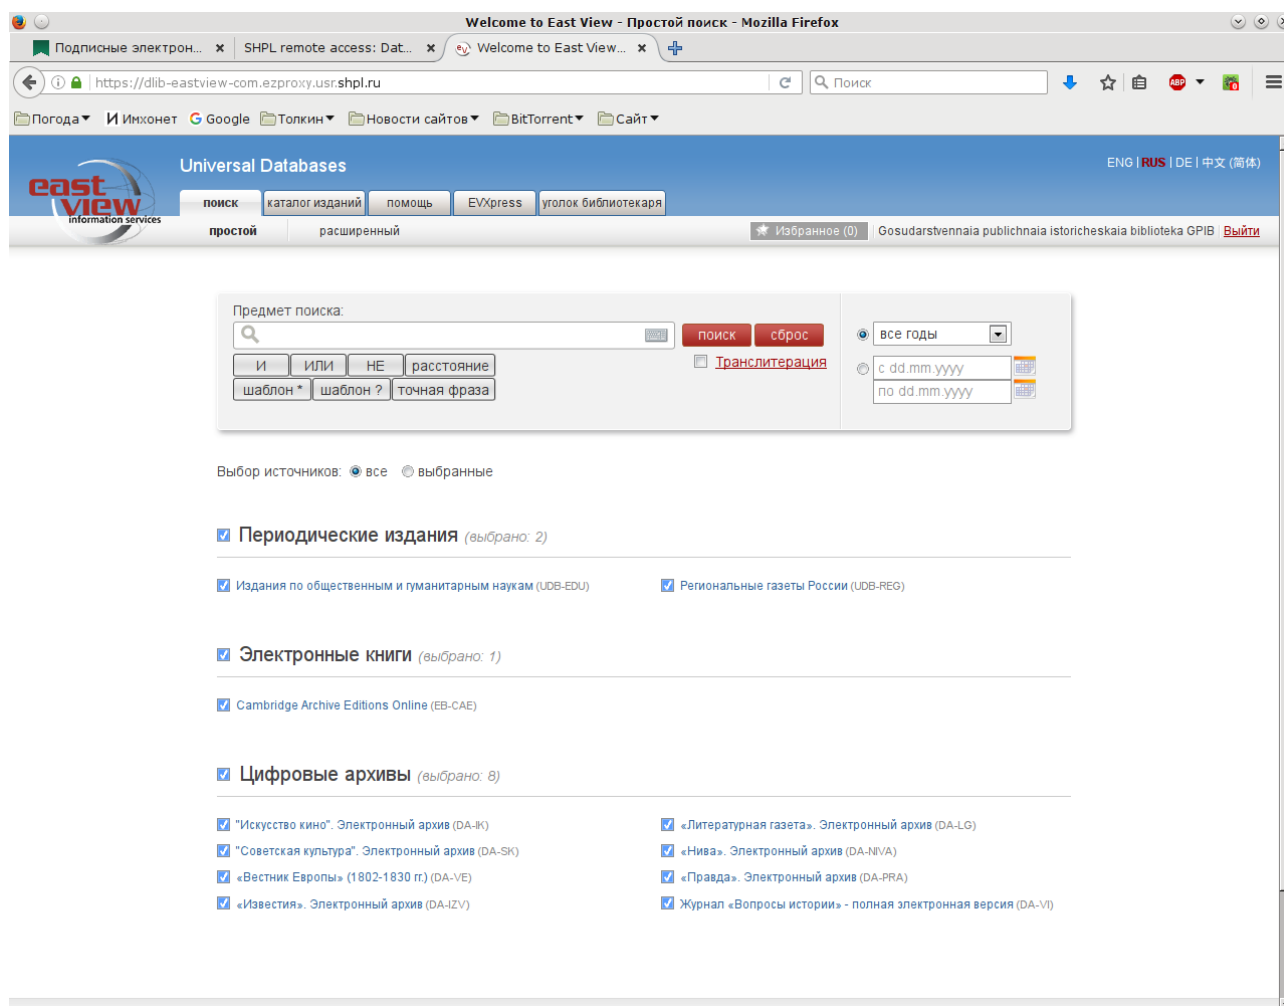 Welcome to East View - Простой поиск - Mozilla Firefox
Подписные электрон... SHPL remote access: Dat... Welcome to East View...
https://dlib-eastview-com.ezproxy.usr.shpl.ru Поиск ABP 0
Погода Имхонет Google Толкин Новости сайтов BitTorrent Сайт
Universal Databases ENG | RUS | DE | 中文 (简体)
east
view
information services
поиск каталог изданий помощь EVXpress уголок библиотекаря
простой расширенный Избранное (0) Gosudarstvennaia publichnaia istoricheskaia biblioteka GPIB Выйти
Предмет поиска:
поиск сброс все годы
И ИЛИ НЕ расстояние Транслитерация с dd.mm.yyyy
шаблон * шаблон ? точная фраза по dd.mm.yyyy
Выбор источников: все выбранные
Периодические издания (выбрано: 2)
Издания по общественным и гуманитарным наукам (UDB-EDU) Региональные газеты России (UDB-REG)
Электронные книги (выбрано: 1)
Cambridge Archive Editions Online (EB-CAE)
Цифровые архивы (выбрано: 8)
"Искусство кино". Электронный архив (DA-IK) «Литературная газета». Электронный архив (DA-LG)
"Советская культура". Электронный архив (DA-SK) «Нива». Электронный архив (DA-NIVA)
«Вестник Европы» (1802-1830 гг.) (DA-VE) «Правда». Электронный архив (DA-PRA)
«Известия». Электронный архив (DA-IZV) Журнал «Вопросы истории» - полная электронная версия (DA-VI)